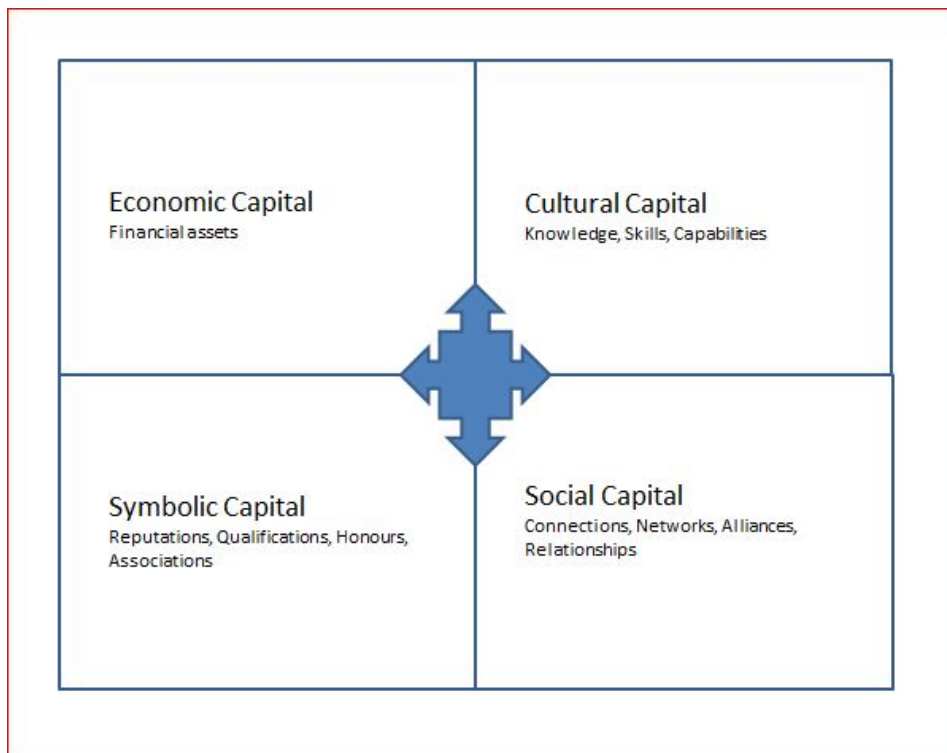 Economic Capital
Financial assets
Cultural Capital
Knowledge, Skills, Capabilities
Symbolic Capital
Reputations, Qualifications, Honours,
Associations
Social Capital
Connections, Networks, Alliances,
Relationships